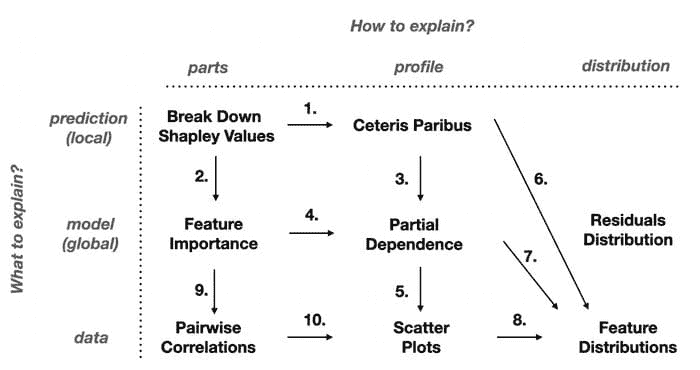 How to explain?
parts
profile
distribution
What to explain?
prediction
(local)
Break Down
Shapley Values
1.
Ceteris Paribus
2.
3.
6.
model
(global)
Feature
Importance
4.
Partial
Dependence
Residuals
Distribution
7.
9.
5.
data
Pairwise
Correlations
10.
Scatter
Plots
8.
Feature
Distributions